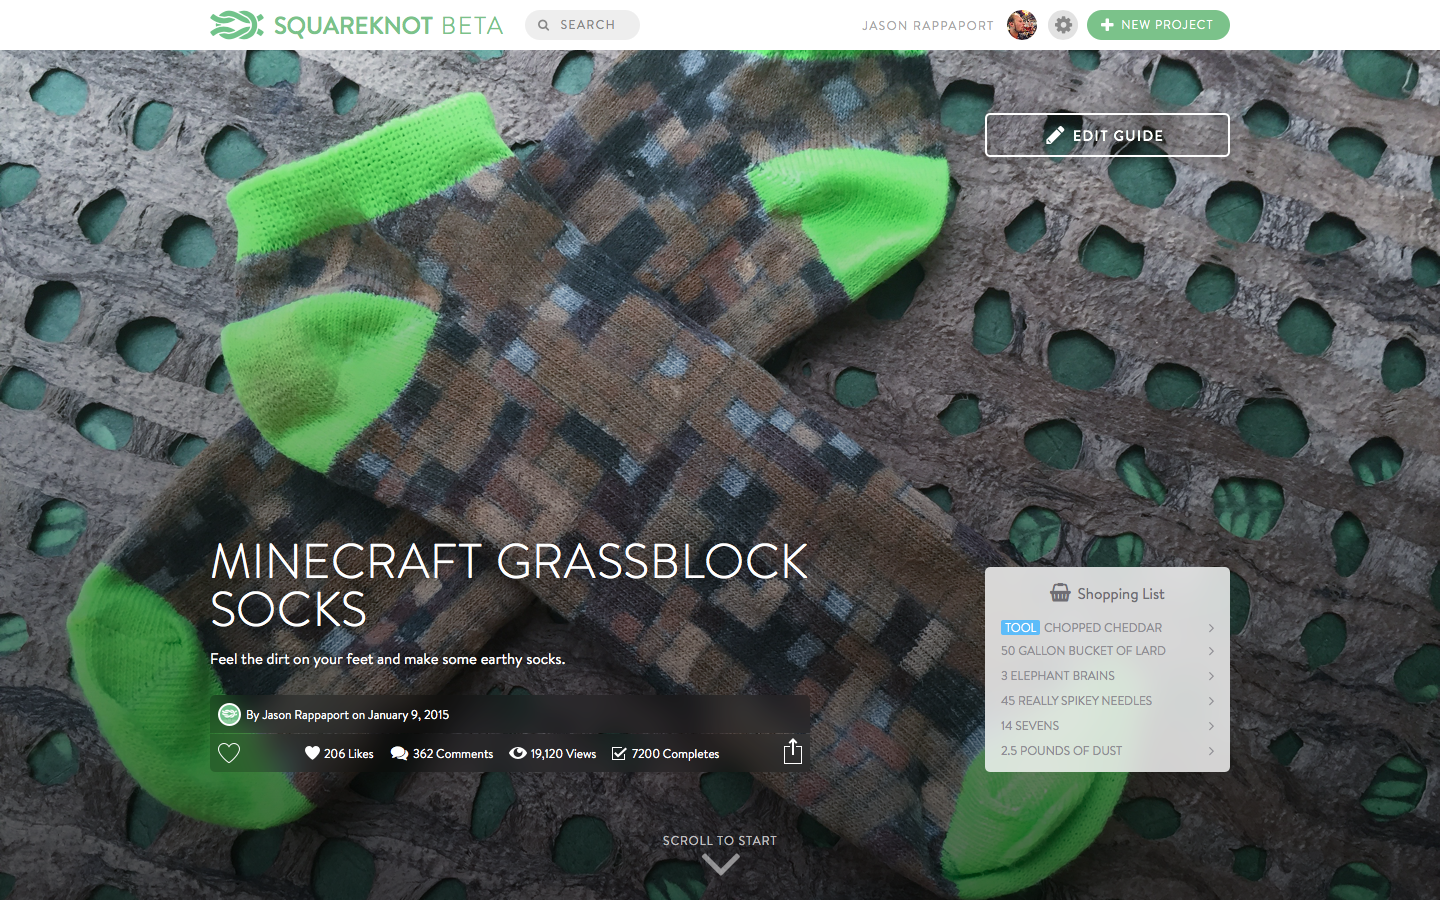 SQUAREKNOT BETA
SEARCH
JASON RAPPAPORT
NEW PROJECT
EDIT GUIDE
MINECRAFT GRASSBLOCK
SOCKS
Feel the dirt on your feet and make some earthy socks.
By Jason Rappaport on January 9, 2015
206 Likes
362 Comments
19,120 Views
7200 Completes
Shopping List
TOOL CHOPPED CHEDDAR
50 GALLON BUCKET OF LARD
3 ELEPHANT BRAINS
45 REALLY SPIKEY NEEDLES
14 SEVENS
2.5 POUNDS OF DUST
SCROLL TO START